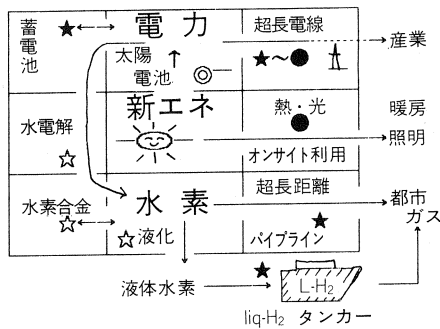 蓄
電
池
★
電力
太陽
電池
超長電線
★～●
産業
水電解
☆
新エネ
熱・光
●
オンサイト利用
暖房
照明
水素合金
☆
水素
☆液化
超長距離
★
パイプライン
都市
ガス
液体水素
★
L-H₂
liq-H₂ タンカー